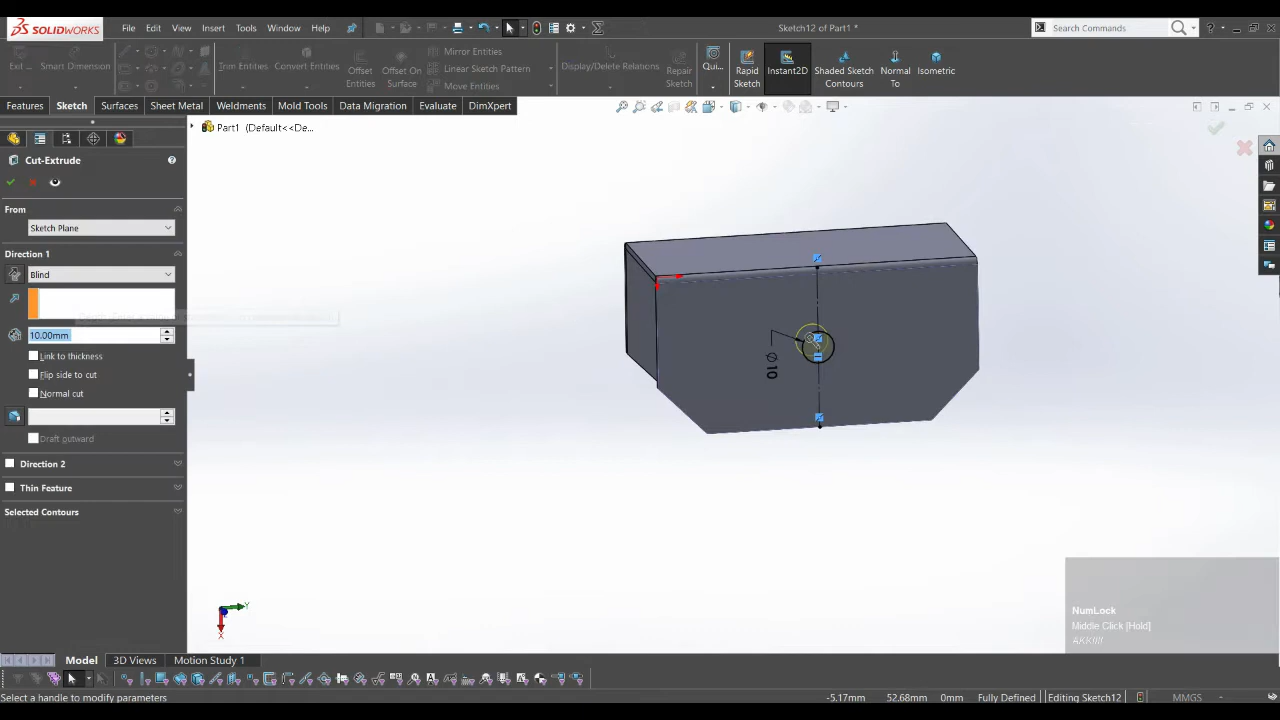 SOLIDWORKS
File Edit View Insert Tools Window Help
Sketch12 of Part1 *
Search Commands
Exit ... Smart Dimension
Trim Entities Convert Entities Offset Entities Offset On Surface
Mirror Entities
Linear Sketch Pattern
Move Entities
Display/Delete Relations Repair Sketch Qui... Rapid Sketch Instant2D Shaded Sketch Contours Normal To Isometric
Features Sketch Surfaces Sheet Metal Weldments Mold Tools Data Migration Evaluate DimXpert
Part1 (Default<<De...
Cut-Extrude
From
Sketch Plane
Direction 1
Blind
10.00mm
Link to thickness
Flip side to cut
Normal cut
Draft outward
Direction 2
Thin Feature
Selected Contours
Ø10
Y
X
NumLock
Middle Click [Hold]
Model 3D Views Motion Study 1
Select a handle to modify parameters
-5.17mm 52.68mm 0mm Fully Defined Editing Sketch12 MMGS